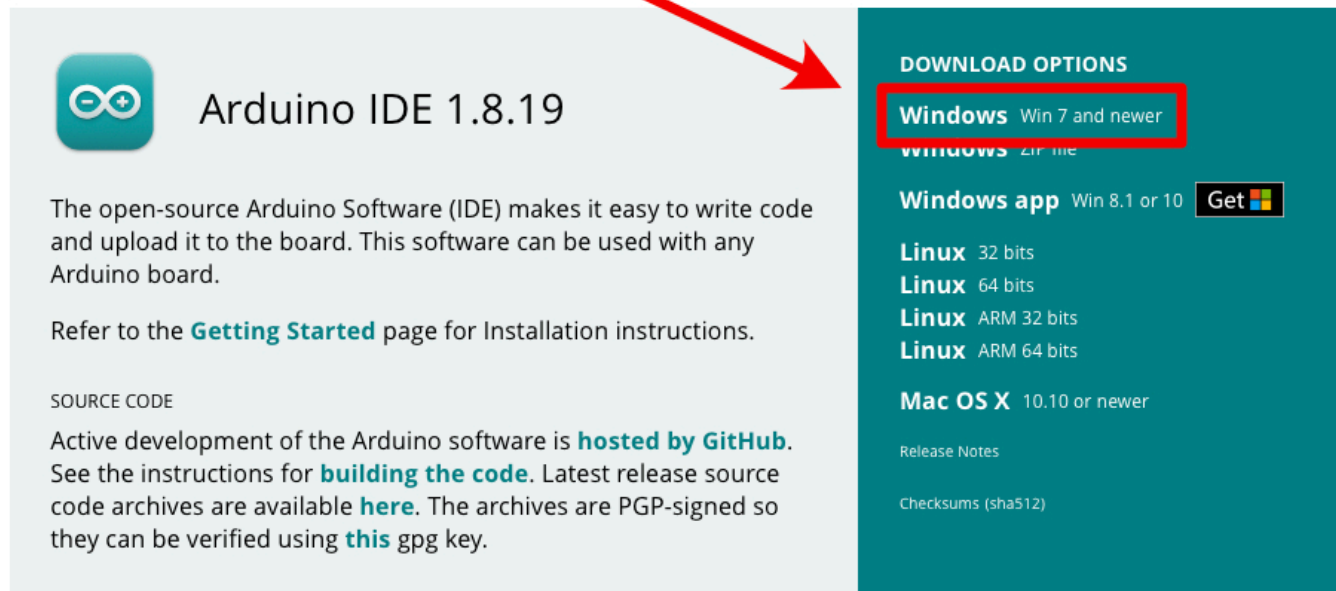 Arduino IDE 1.8.19
The open-source Arduino Software (IDE) makes it easy to write code
and upload it to the board. This software can be used with any
Arduino board.
Refer to the Getting Started page for Installation instructions.
SOURCE CODE
Active development of the Arduino software is hosted by GitHub.
See the instructions for building the code. Latest release source
code archives are available here. The archives are PGP-signed so
they can be verified using this gpg key.
DOWNLOAD OPTIONS
Windows Win 7 and newer
Windows ZIP file
Windows app Win 8.1 or 10 Get
Linux 32 bits
Linux 64 bits
Linux ARM 32 bits
Linux ARM 64 bits
Mac OS X 10.10 or newer
Release Notes
Checksums (sha512)